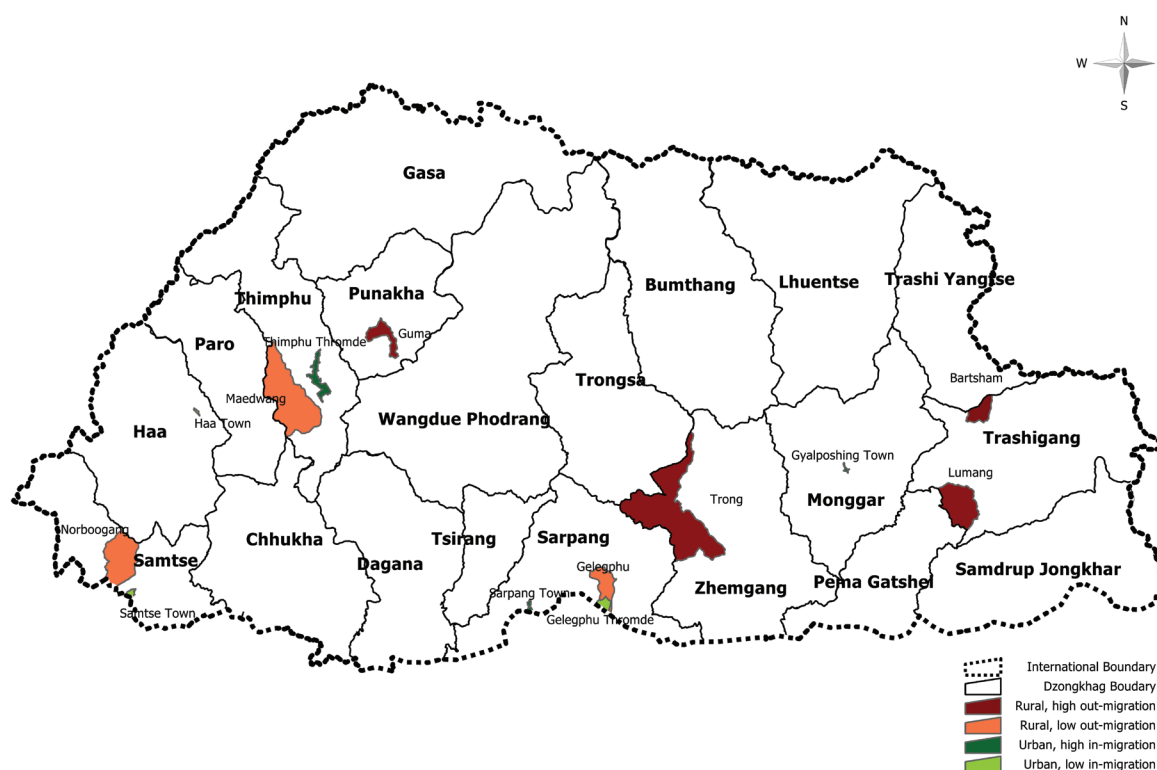 N
W
S
Gasa
Thimphu
Punakha
Bumthang
Lhuentse
Trashi Yangtse
Paro
Thimphu Thromde
Guma
Trongsa
Bartsham
Maedwang
Haa Town
Haa
Wangdue Phodrang
Trashigang
Gyalposhing Town
Lumang
Trong
Monggar
Norboogang
Samtse
Chhukha
Dagana
Tsirang
Sarpang
Gelegphu
Zhemgang
Pema Gatshel
Samdrup Jongkhar
Samtse Town
Sarpang Town
Gelegphu Thromde
International Boundary
Dzongkhag Boudary
Rural, high out-migration
Rural, low out-migration
Urban, high in-migration
Urban, low in-migration